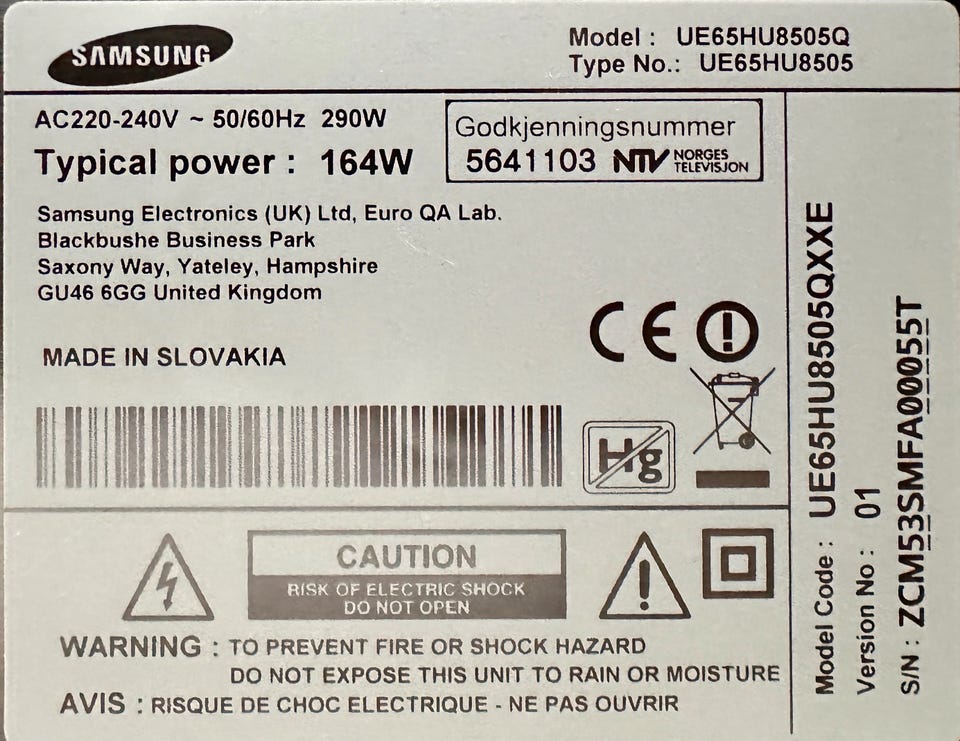 SAMSUNG
Model : UE65HU8505Q
Type No.: UE65HU8505
AC220-240V ~ 50/60Hz 290W
Typical power : 164W
Godkjenningsnummer
5641103 NTV NORGES TELEVISJON
Samsung Electronics (UK) Ltd, Euro QA Lab.
Blackbushe Business Park
Saxony Way, Yateley, Hampshire
GU46 6GG United Kingdom
MADE IN SLOVAKIA
CE
Hg
CAUTION
RISK OF ELECTRIC SHOCK
DO NOT OPEN
WARNING : TO PREVENT FIRE OR SHOCK HAZARD
DO NOT EXPOSE THIS UNIT TO RAIN OR MOISTURE
AVIS : RISQUE DE CHOC ELECTRIQUE - NE PAS OUVRIR
Model Code : UE65HU8505QXXE
Version No : 01
S/N : ZCM53SMFA00055T